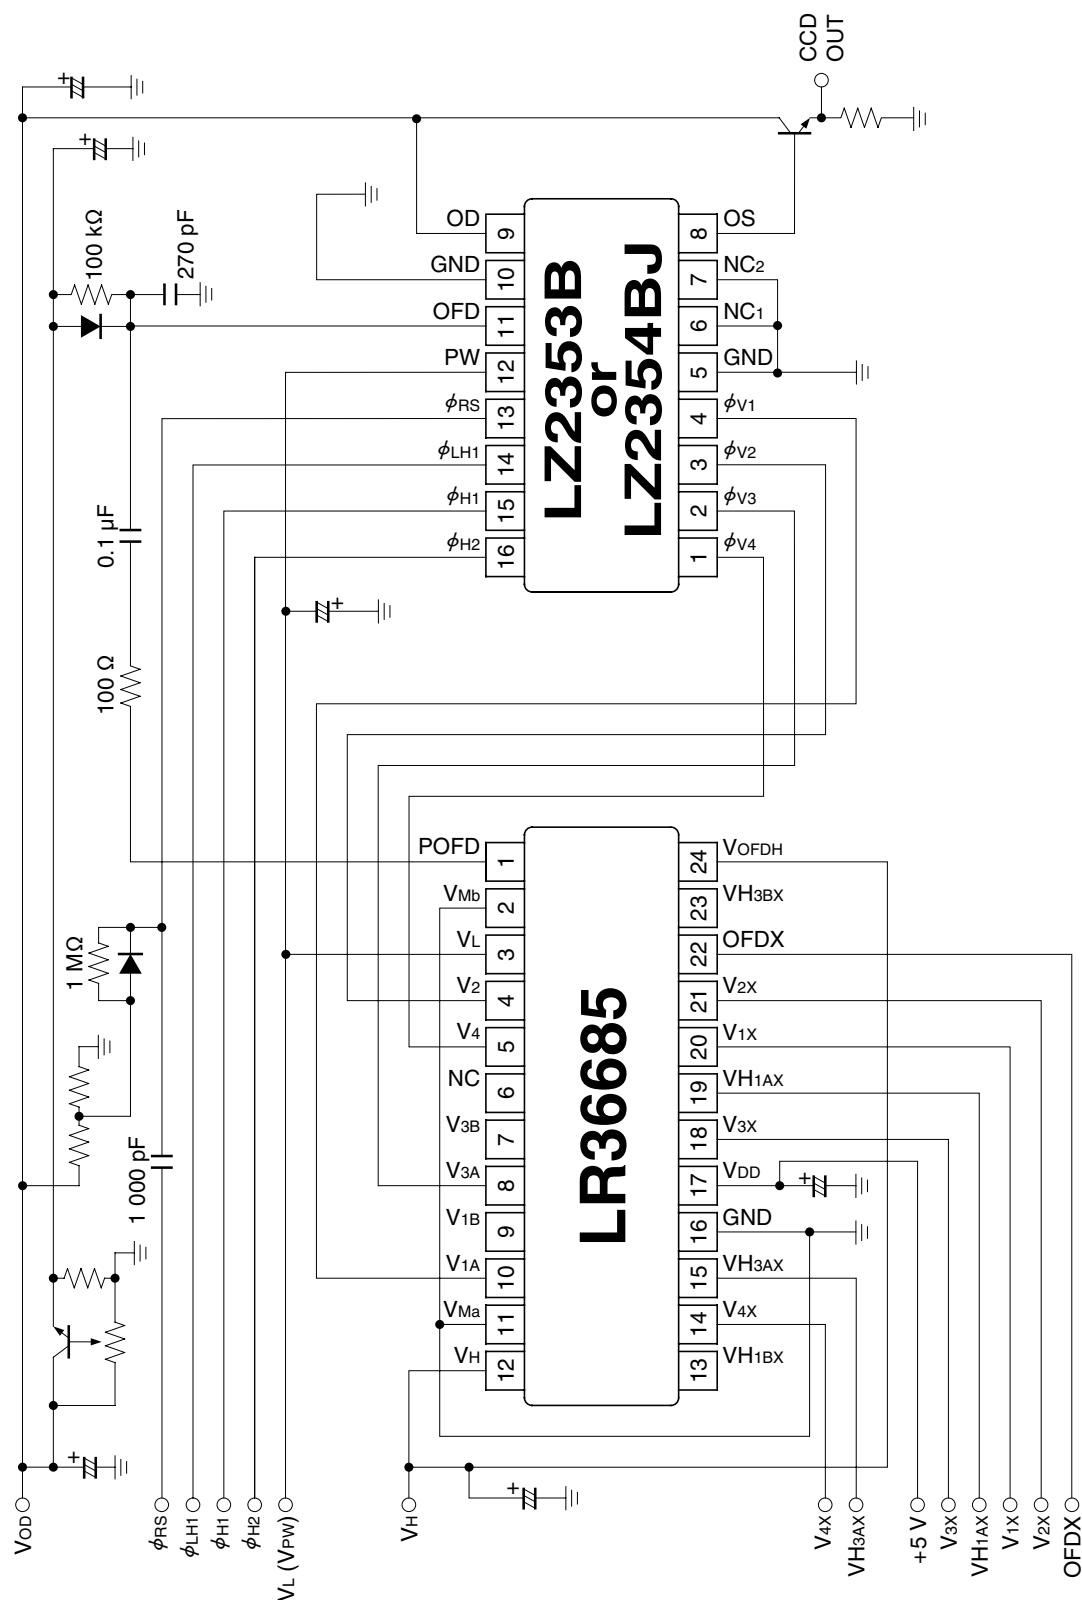 CCD
OUT
100 kΩ
270 pF
OD
GND
OFD
PW
ϕRS
ϕLH1
ϕH1
ϕH2
9
10
11
12
13
14
15
16
LZ2353B
or
LZ2354BJ
8
7
6
5
4
3
2
1
OS
NC2
NC1
GND
ϕV1
ϕV2
ϕV3
ϕV4
0.1 µF
100 Ω
1 MΩ
1 000 pF
POFD
VMb
VL
V2
V4
NC
V3B
V3A
V1B
V1A
VMa
VH
1
2
3
4
5
6
7
8
9
10
11
12
LR36685
24
23
22
21
20
19
18
17
16
15
14
13
VOFDH
VH3BX
OFDX
V2X
V1X
VH1AX
V3X
VDD
GND
VH3AX
V4X
VH1BX
+
+
+
+
+
+
VOD
ϕRS
ϕLH1
ϕH1
ϕH2
VL (VPW)
VH
V4X
VH3AX
+5 V
V3X
VH1AX
V1X
V2X
OFDX